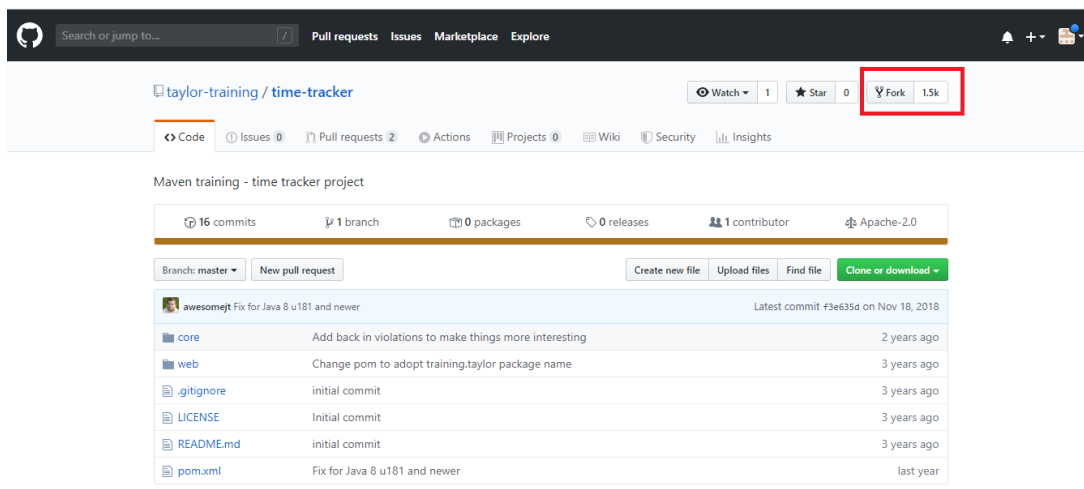 Search or jump to... / Pull requests Issues Marketplace Explore
taylor-training / time-tracker Watch 1 Star 0 Fork 1.5k
Code Issues 0 Pull requests 2 Actions Projects 0 Wiki Security Insights
Maven training - time tracker project
16 commits 1 branch 0 packages 0 releases 1 contributor Apache-2.0
Branch: master New pull request Create new file Upload files Find file Clone or download
awesomejt Fix for Java 8 u181 and newer Latest commit f3e635d on Nov 18, 2018
core Add back in violations to make things more interesting 2 years ago
web Change pom to adopt training.taylor package name 3 years ago
.gitignore initial commit 3 years ago
LICENSE Initial commit 3 years ago
README.md initial commit 3 years ago
pom.xml Fix for Java 8 u181 and newer last year